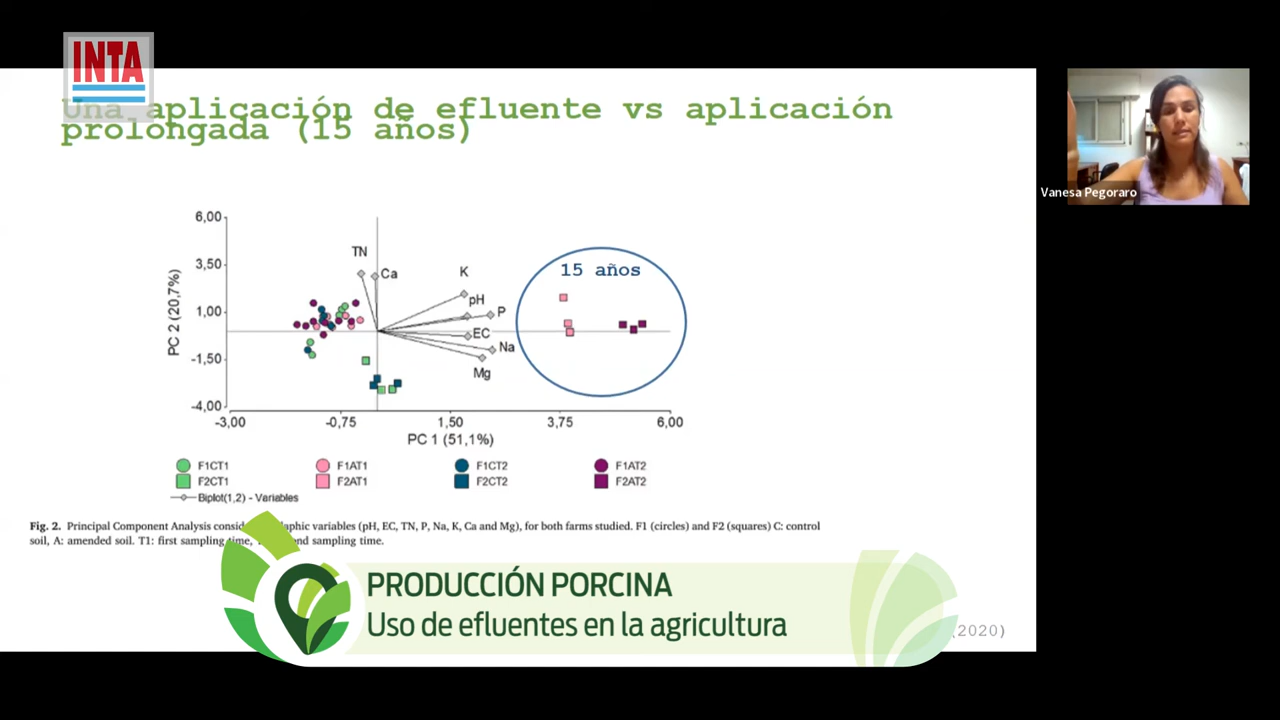 INTA
Una aplicación de efluente vs aplicación
prolongada (15 años)
Vanesa Pegoraro
6,00
3,50
1,00
-1,50
-4,00
PC 2 (20,7%)
TN
Ca
K
pH
P
EC
Na
Mg
15 años
-3,00 -0,75 1,50 3,75 6,00
PC 1 (51,1%)
F1CT1 F1AT1 F1CT2 F1AT2
F2CT1 F2AT1 F2CT2 F2AT2
Biplot(1,2) - Variables
Fig. 2. Principal Component Analysis consid aphic variables (pH, EC, TN, P, Na, K, Ca and Mg), for both farms studied. F1 (circles) and F2 (squares) C: control
soil, A: amended soil. T1: first sampling time, ond sampling time.
PRODUCCIÓN PORCINA
Uso de efluentes en la agricultura
(2020)